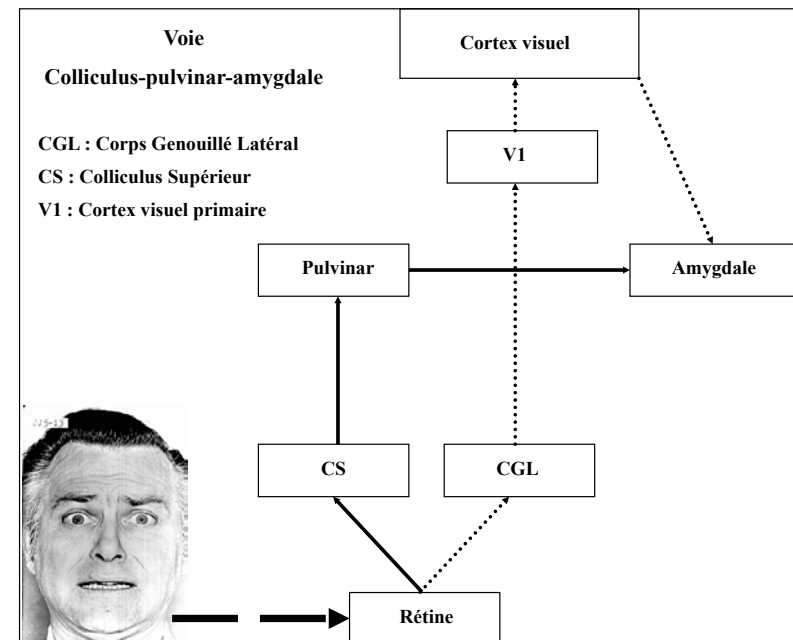 Voie
Colliculus-pulvinar-amygdale
CGL : Corps Genouillé Latéral
CS : Colliculus Supérieur
V1 : Cortex visuel primaire
Cortex visuel
V1
Pulvinar
Amygdale
CS
CGL
Rétine